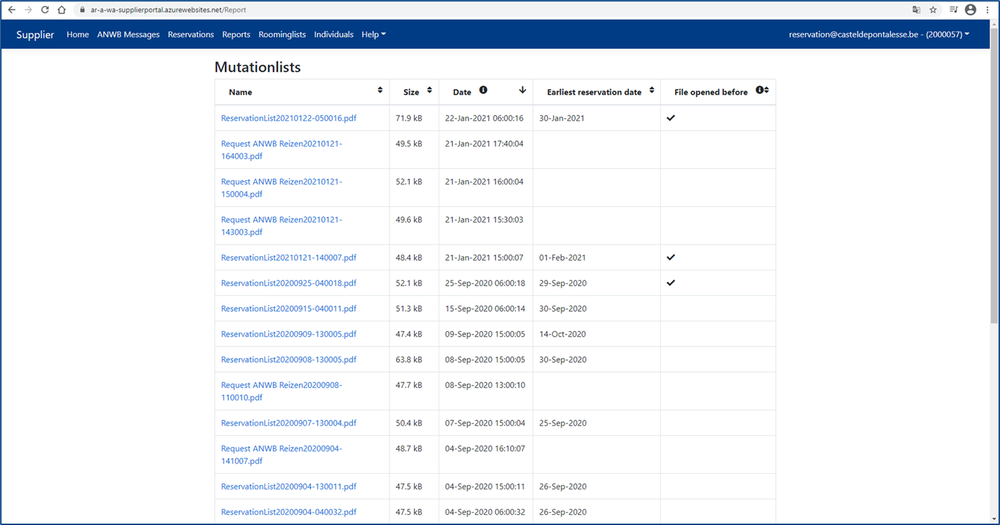 ar-a-wa-supplierportal.azurewebsites.net/Report
Supplier Home ANWB Messages Reservations Reports Roominglists Individuals Help reservation@casteldepontalesse.be - (2000057)
Mutationlists
Name Size Date Earliest reservation date File opened before
ReservationList20210122-050016.pdf 71.9 kB 22-Jan-2021 06:00:16 30-Jan-2021
Request ANWB Reizen20210121- 49.5 kB 21-Jan-2021 17:40:04
164003.pdf
Request ANWB Reizen20210121- 52.1 kB 21-Jan-2021 16:00:04
150004.pdf
Request ANWB Reizen20210121- 49.6 kB 21-Jan-2021 15:30:03
143003.pdf
ReservationList20210121-140007.pdf 48.4 kB 21-Jan-2021 15:00:07 01-Feb-2021
ReservationList20200925-040018.pdf 52.1 kB 25-Sep-2020 06:00:18 29-Sep-2020
ReservationList20200915-040011.pdf 51.3 kB 15-Sep-2020 06:00:14 30-Sep-2020
ReservationList20200909-130005.pdf 47.4 kB 09-Sep-2020 15:00:05 14-Oct-2020
ReservationList20200908-130005.pdf 63.8 kB 08-Sep-2020 15:00:05 30-Sep-2020
Request ANWB Reizen20200908- 47.7 kB 08-Sep-2020 13:00:10
110010.pdf
ReservationList20200907-130004.pdf 50.4 kB 07-Sep-2020 15:00:04 25-Sep-2020
Request ANWB Reizen20200904- 48.7 kB 04-Sep-2020 16:10:07
141007.pdf
ReservationList20200904-130011.pdf 47.5 kB 04-Sep-2020 15:00:11 26-Sep-2020
ReservationList20200904-040032.pdf 47.5 kB 04-Sep-2020 06:00:32 26-Sep-2020